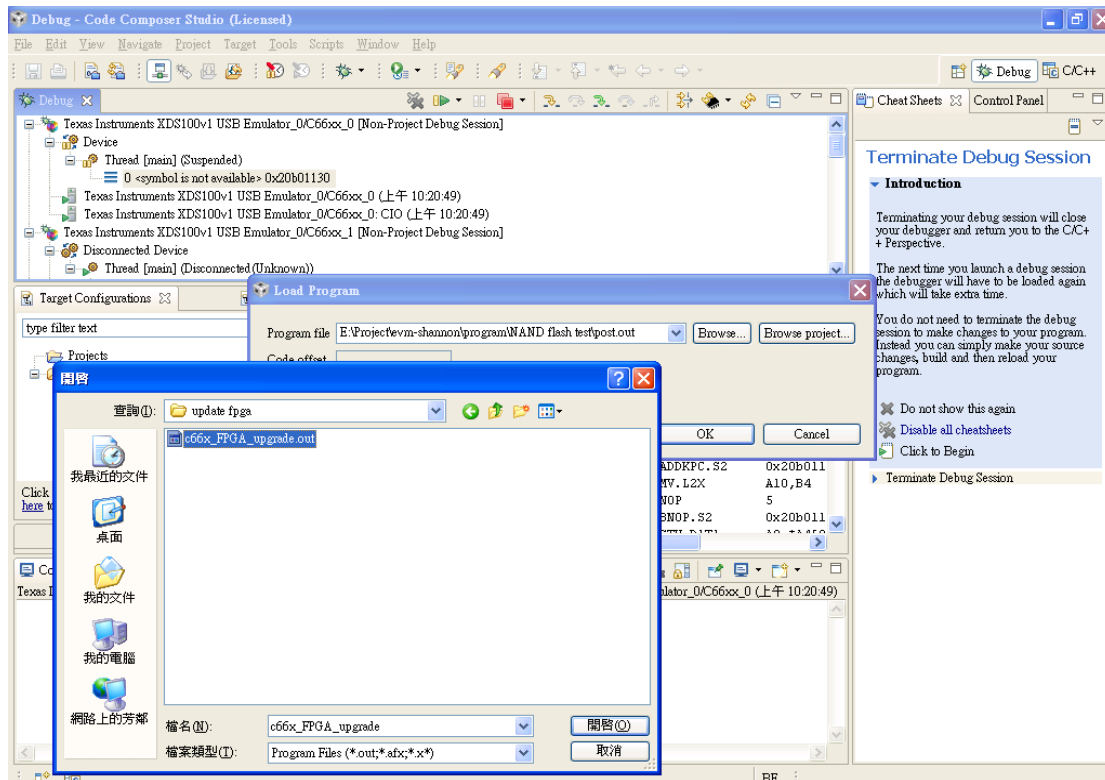 Debug - Code Composer Studio (Licensed)
File Edit View Navigate Project Target Tools Scripts Window Help
Debug C/C++
Debug
Texas Instruments XDS100v1 USB Emulator_0/C66xx_0 [Non-Project Debug Session]
Device
Thread [main] (Suspended)
0 <symbol is not available> 0x20b01130
Texas Instruments XDS100v1 USB Emulator_0/C66xx_0 (上午 10:20:49)
Texas Instruments XDS100v1 USB Emulator_0/C66xx_0: CIO (上午 10:20:49)
Texas Instruments XDS100v1 USB Emulator_0/C66xx_1 [Non-Project Debug Session]
Disconnected Device
Thread [main] (Disconnected (Unknown))
Cheat Sheets Control Panel
Terminate Debug Session
Introduction
Terminating your debug session will close
your debugger and return you to the C/C+
+ Perspective.
The next time you launch a debug session
the debugger will have to be loaded again
which will take extra time.
You do not need to terminate the debug
session to make changes to your program.
Instead you can simply make your source
changes, build and then reload your
program.
Do not show this again
Disable all cheatsheets
Click to Begin
Terminate Debug Session
Target Configurations
type filter text
Projects
Click
here
Load Program
Program file E:\Project\evm-shannon\program\NAND flash test\post.out Browse... Browse project...
Code offset
OK Cancel
開啓
查詢(I): update fpga
c66x_FPGA_upgrade.out
我最近的文件
桌面
我的文件
我的電腦
網路上的芳鄰
檔名(N): c66x_FPGA_upgrade 開啓(O)
檔案類型(T): Program Files (*.out;*.afx;*.x*) 取消
ADDKPC.S2 0x20b011
MV.L2X A10,B4
NOP 5
BNOP.S2 0x20b011
Texas
ulator_0/C66xx_0 (上午 10:20:49)